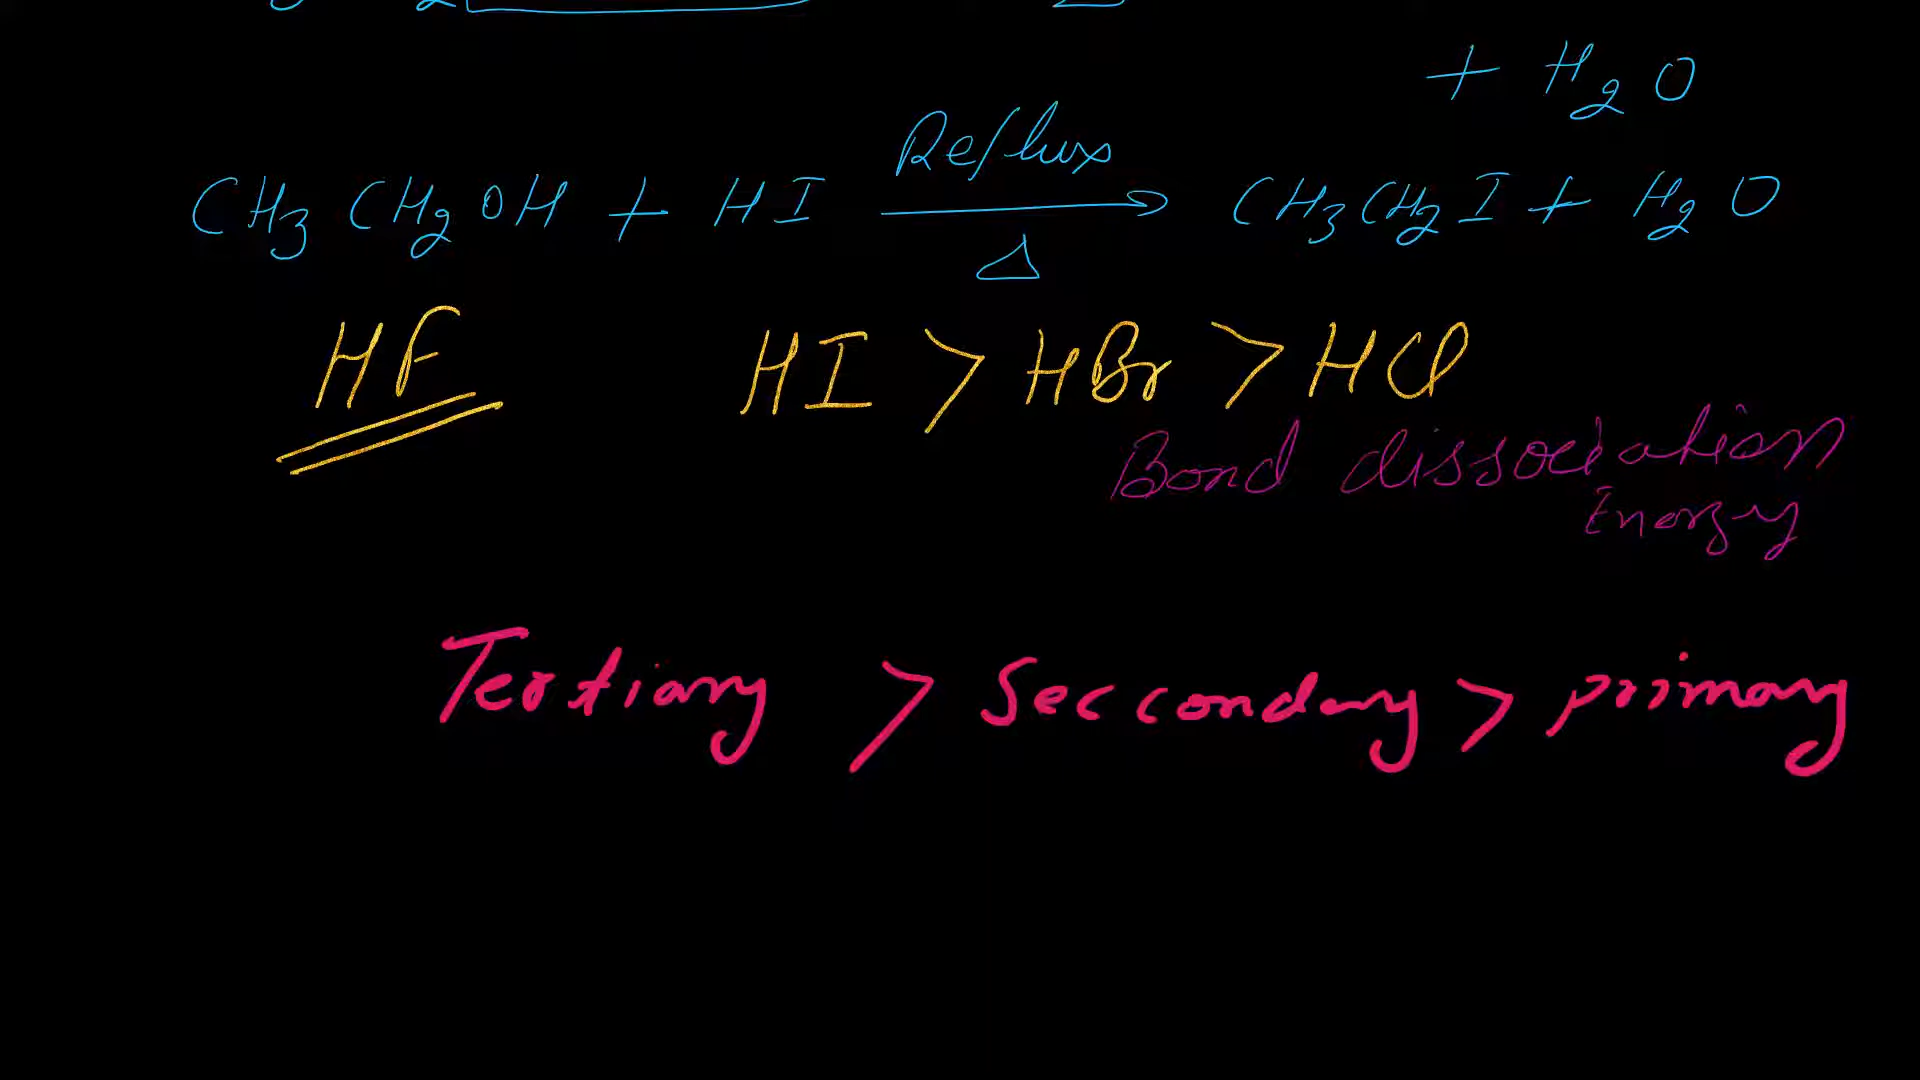 + H₂O
Reflux
CH₃CH₂OH + HI ⟶ CH₃CH₂I + H₂O
Δ
HF HI > HBr > HCl
Bond dissociation
Energy
Tertiary > Seccondary > primary